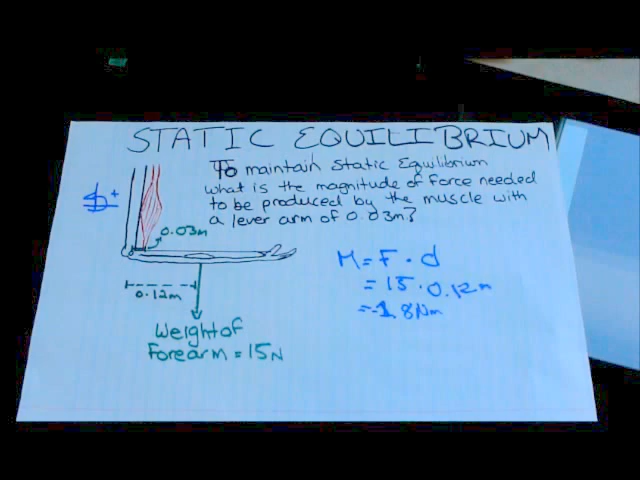 STATIC EQUILIBRIUM
To maintain Static Equilibrium
what is the magnitude of force needed
to be produced by the muscle with
a lever arm of 0.03m?
+
0.03m
0.12m
Weight of
Forearm = 15N
M = F · d
= 15 · 0.12m
= -1.8Nm